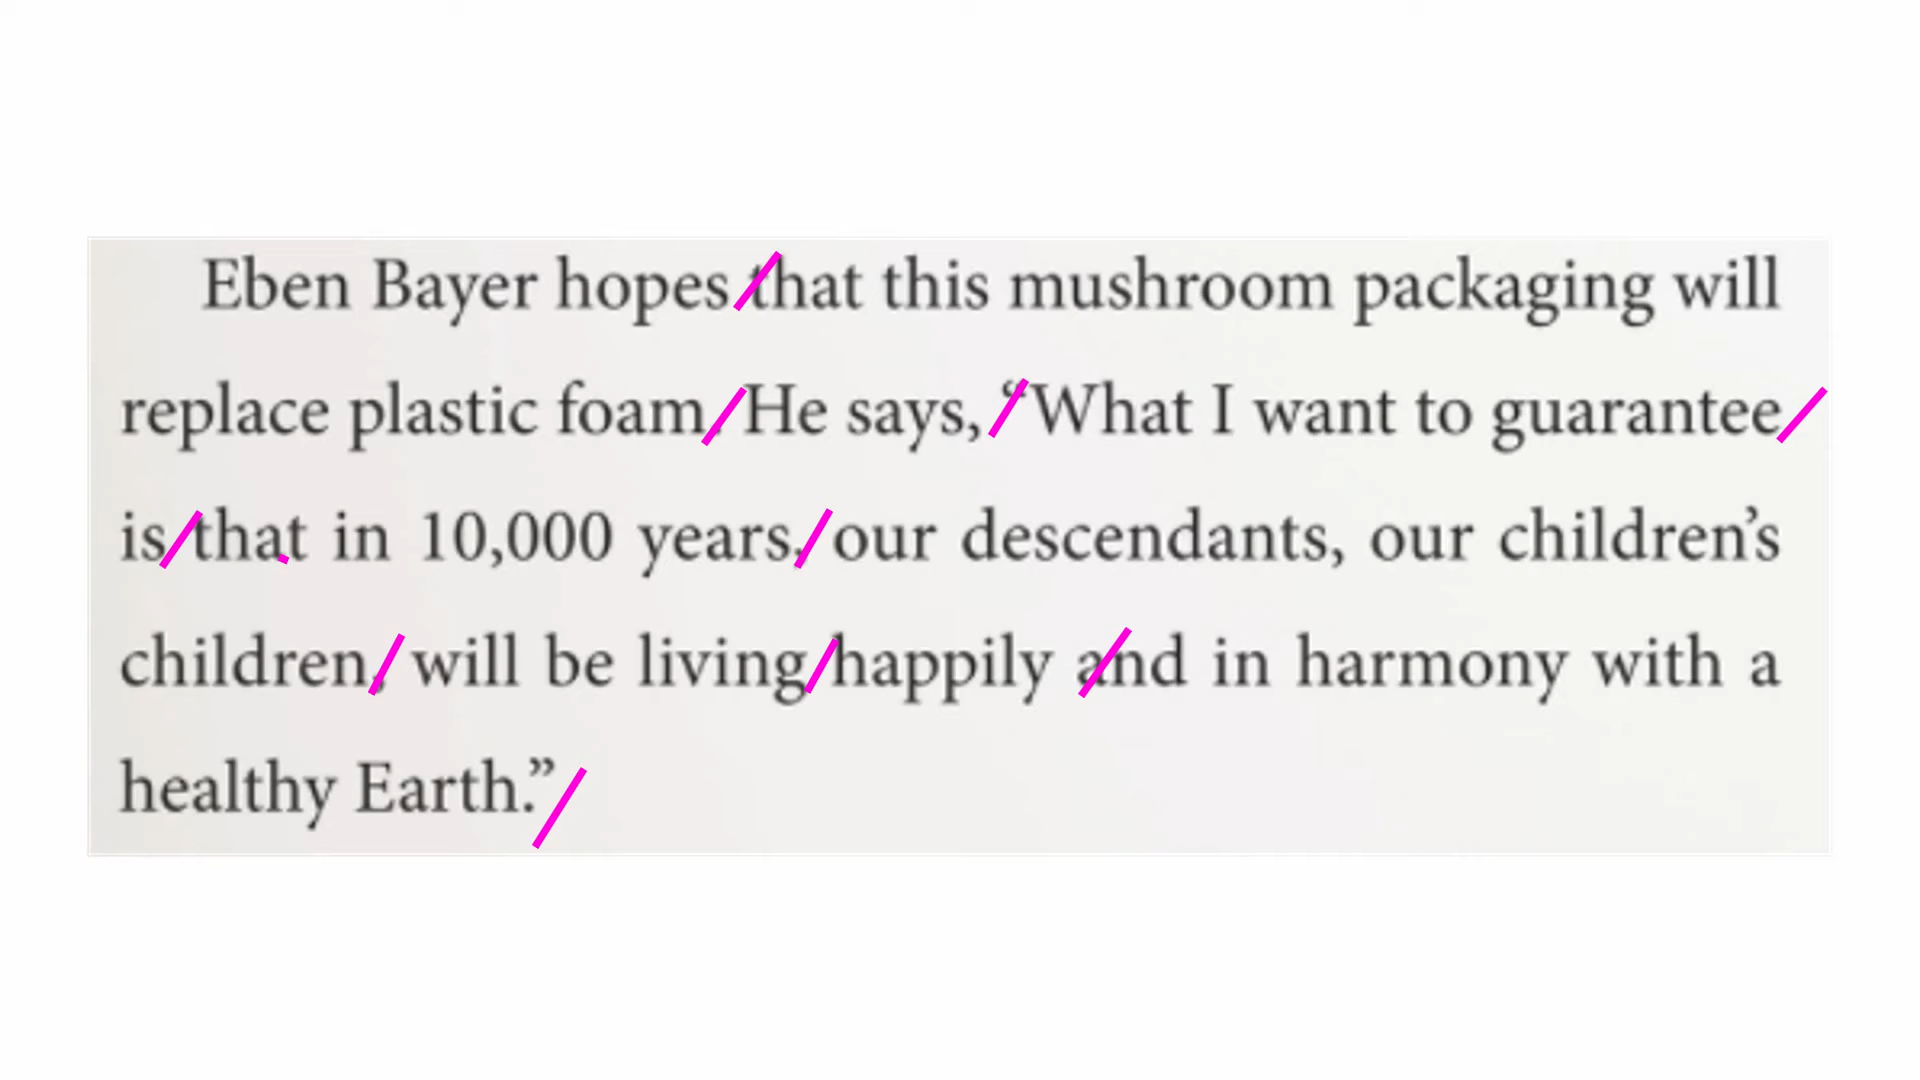 Eben Bayer hopes that this mushroom packaging will
replace plastic foam. He says, “What I want to guarantee
is that in 10,000 years, our descendants, our children’s
children, will be living happily and in harmony with a
healthy Earth.”